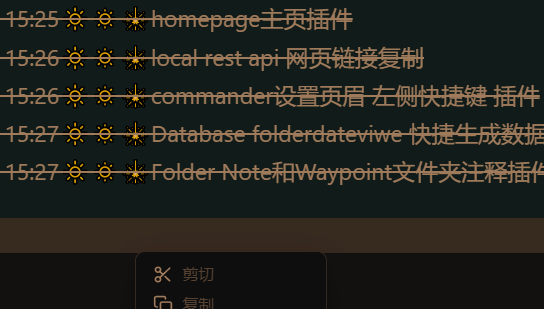 15:25 homepage主页插件
15:26 local rest api 网页链接复制
15:26 commander设置页眉 左侧快捷键 插件
15:27 Database folderdateviwe 快捷生成数据
15:27 Folder Note和Waypoint文件夹注释插件
剪切
复制